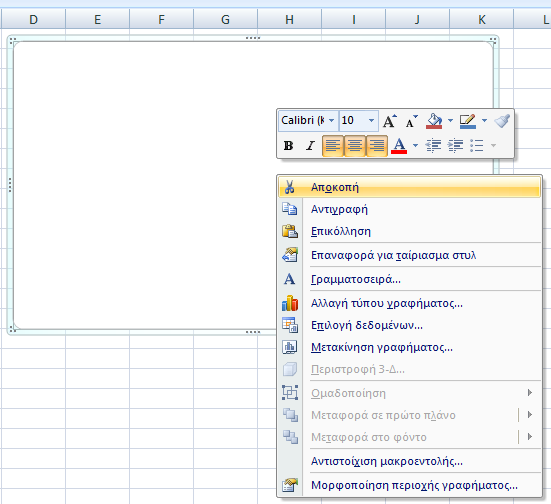 D E F G H I J K L
Calibri (Κ 10 A A
B I A
Αποκοπή
Αντιγραφή
Επικόλληση
Επαναφορά για ταίριασμα στυλ
A Γραμματοσειρά...
Αλλαγή τύπου γραφήματος...
Επιλογή δεδομένων...
Μετακίνηση γραφήματος...
Περιστροφή 3-Δ...
Ομαδοποίηση
Μεταφορά σε πρώτο πλάνο
Μεταφορά στο φόντο
Αντιστοίχιση μακροεντολής...
Μορφοποίηση περιοχής γραφήματος...